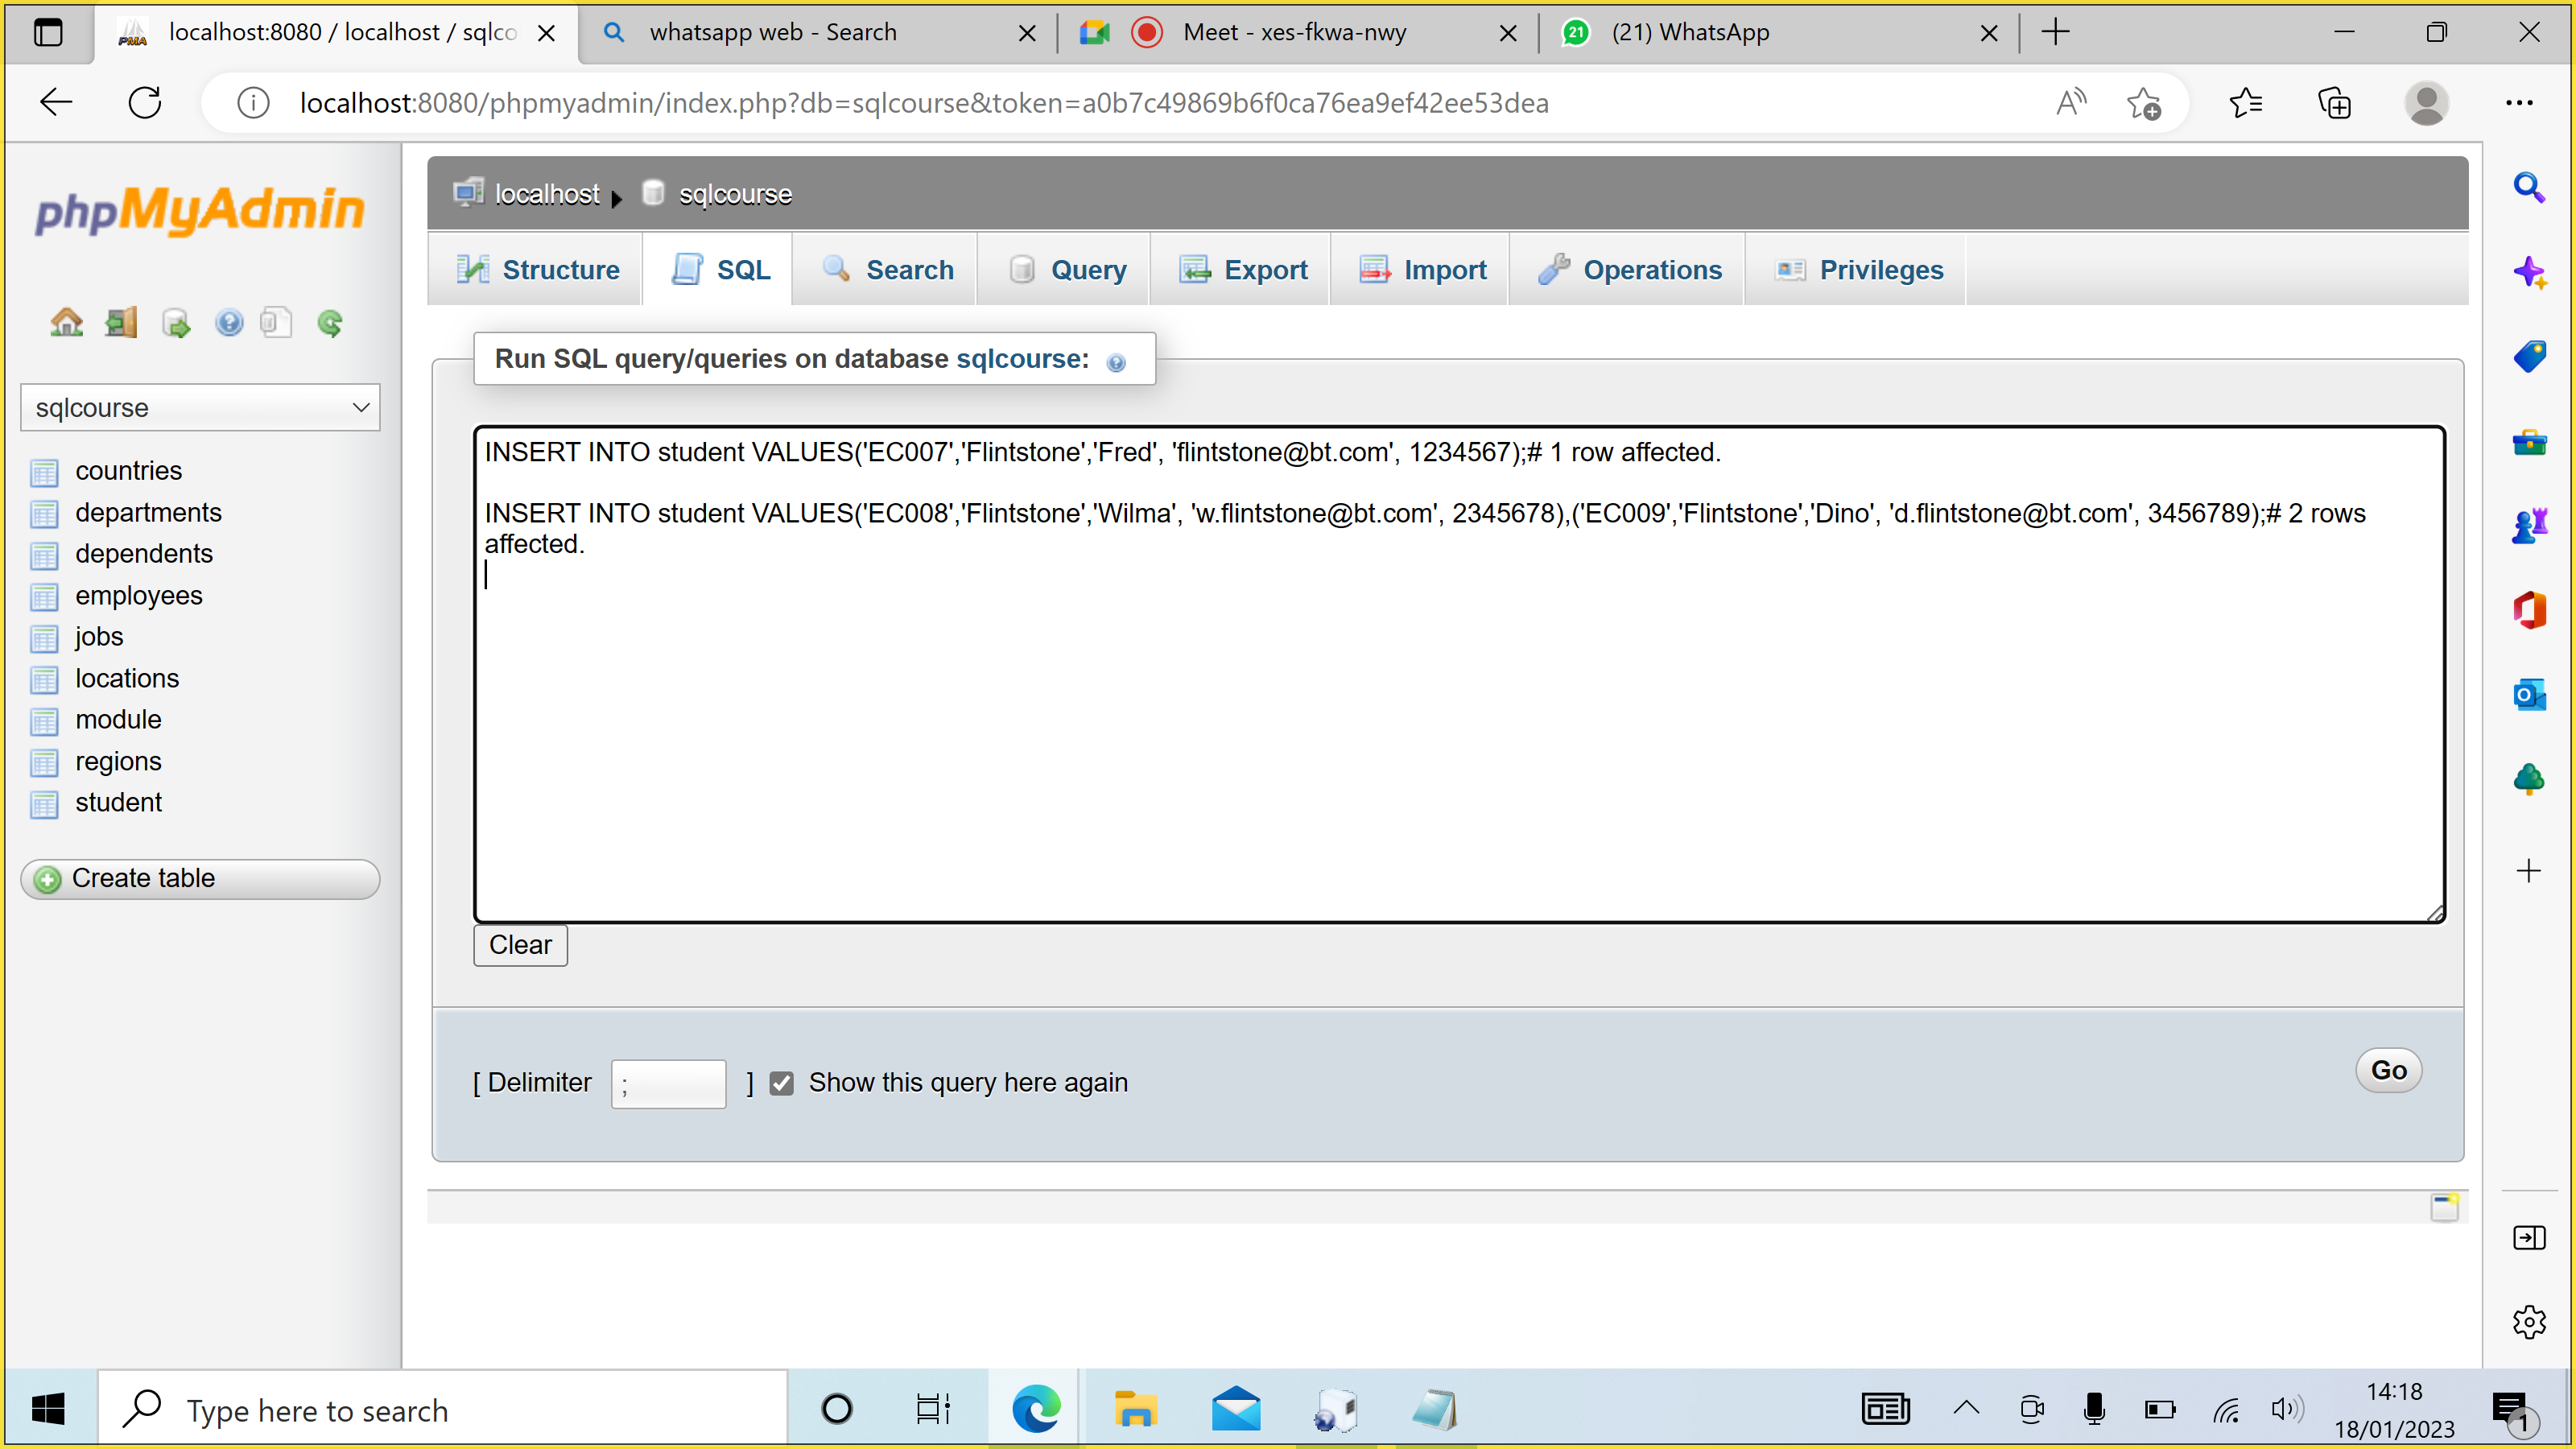 localhost:8080 / localhost / sqlco
whatsapp web - Search
Meet - xes-fkwa-nwy
21
(21) WhatsApp
localhost:8080/phpmyadmin/index.php?db=sqlcourse&token=a0b7c49869b6f0ca76ea9ef42ee53dea
phpMyAdmin
sqlcourse
countries
departments
dependents
employees
jobs
locations
module
regions
student
Create table
localhost
sqlcourse
Structure
SQL
Search
Query
Export
Import
Operations
Privileges
Run SQL query/queries on database sqlcourse:
INSERT INTO student VALUES('EC007','Flintstone','Fred', 'flintstone@bt.com', 1234567);# 1 row affected.
INSERT INTO student VALUES('EC008','Flintstone','Wilma', 'w.flintstone@bt.com', 2345678),('EC009','Flintstone','Dino', 'd.flintstone@bt.com', 3456789);# 2 rows
affected.
Clear
[ Delimiter ; ] Show this query here again
Go
Type here to search
14:18
18/01/2023
1